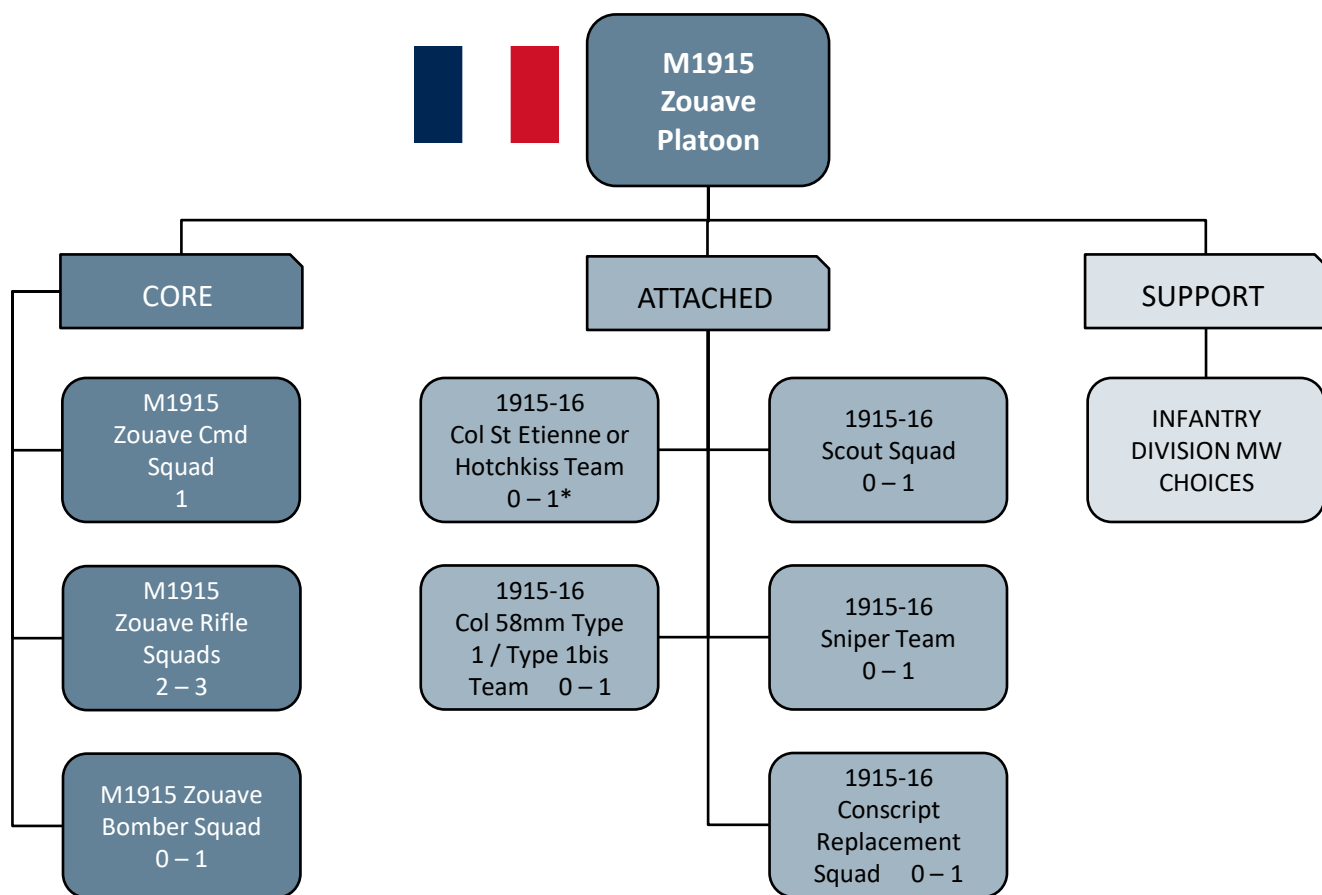 M1915
Zouave
Platoon
CORE
ATTACHED
SUPPORT
M1915
Zouave Cmd
Squad
1
M1915
Zouave Rifle
Squads
2 – 3
M1915 Zouave
Bomber Squad
0 – 1
1915-16
Col St Etienne or
Hotchkiss Team
0 – 1*
1915-16
Col 58mm Type
1 / Type 1bis
Team 0 – 1
1915-16
Scout Squad
0 – 1
1915-16
Sniper Team
0 – 1
1915-16
Conscript
Replacement
Squad 0 – 1
INFANTRY
DIVISION MW
CHOICES